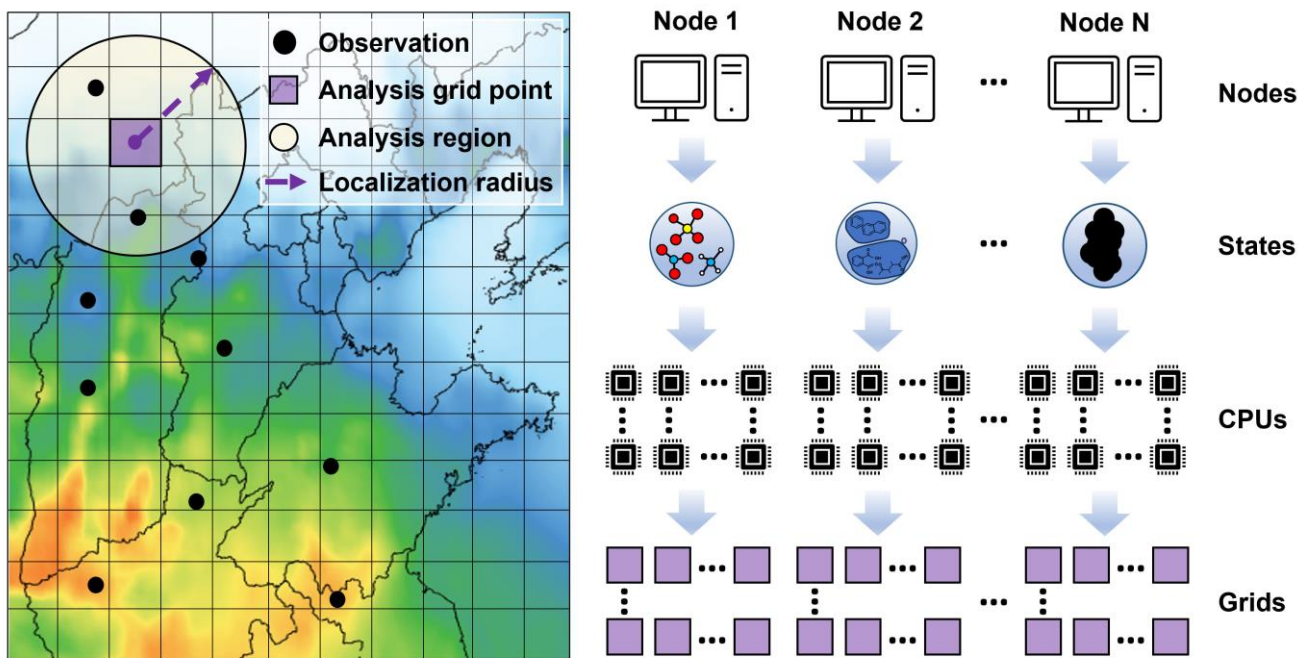 Observation
Analysis grid point
Analysis region
Localization radius
Node 1
Node 2
Node N
...
Nodes
...
States
... ... ...
...
CPUs
... ... ...
... ... ...
...
Grids
... ... ...